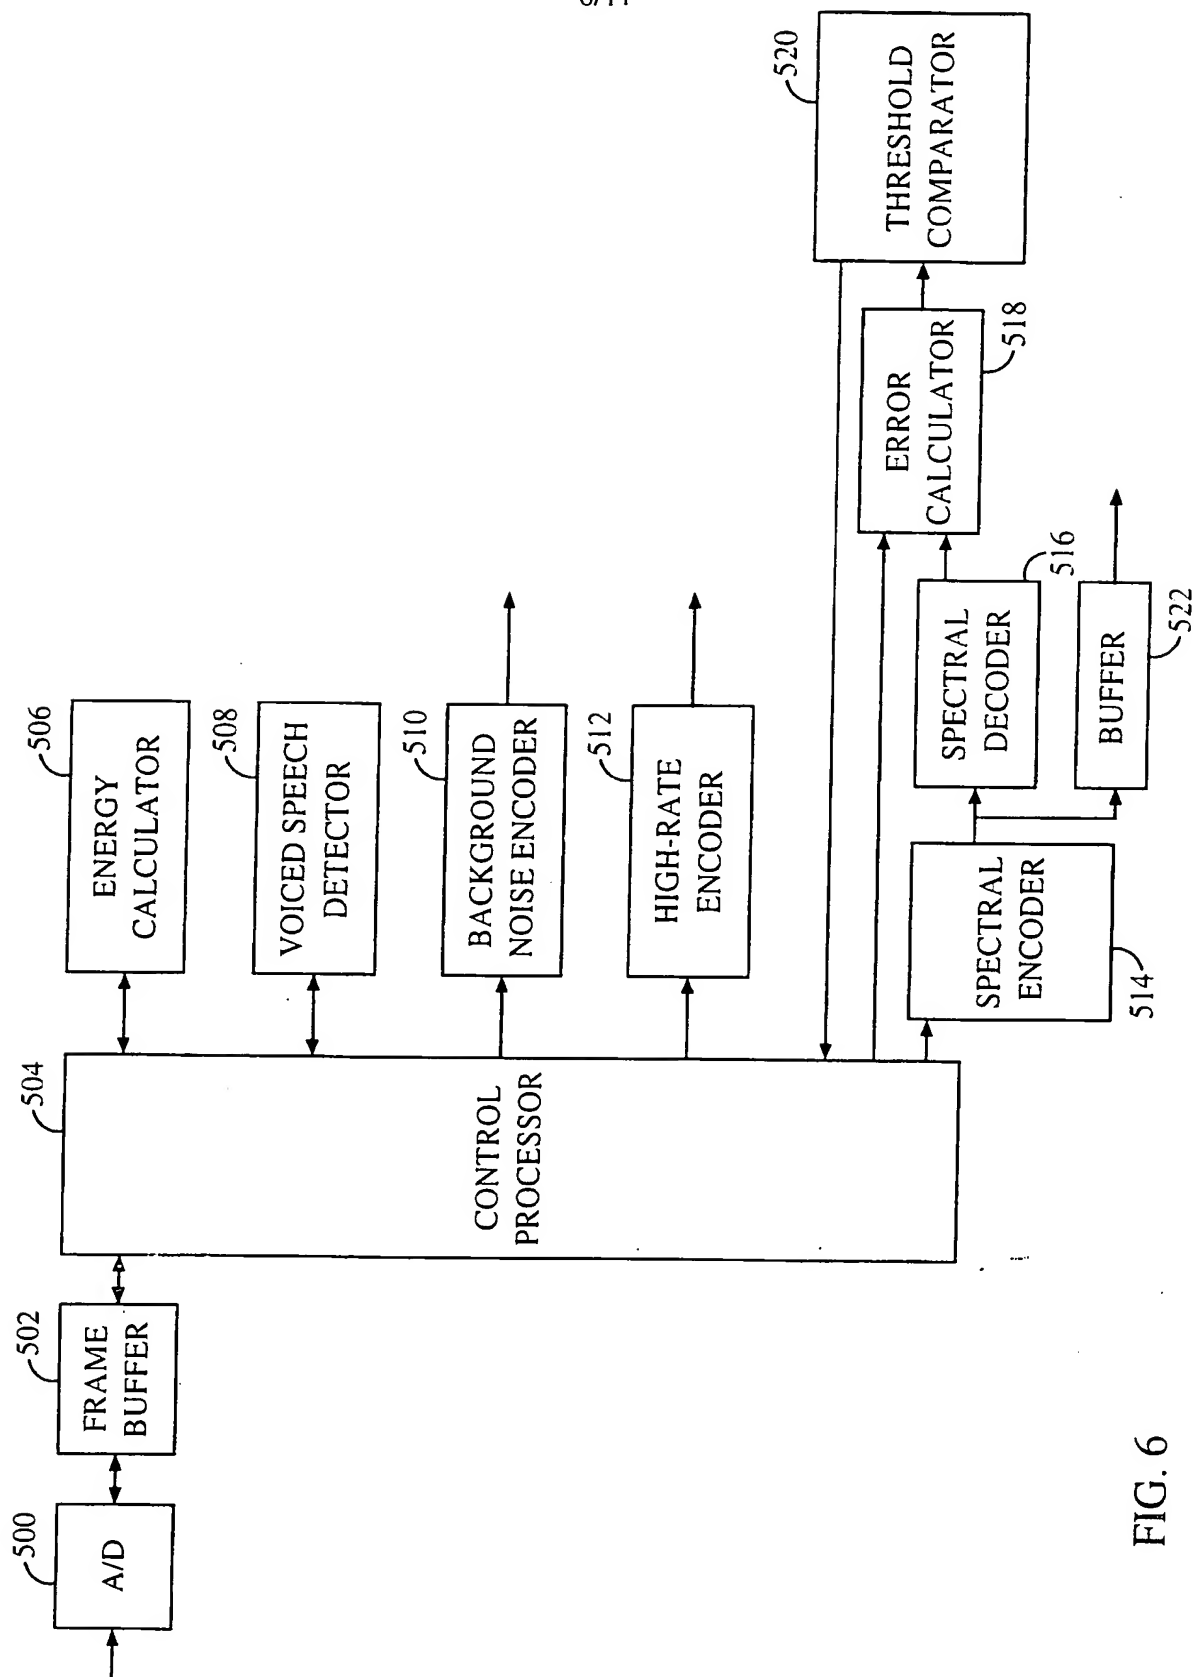 500
A/D
502
FRAME
BUFFER
504
CONTROL
PROCESSOR
506
ENERGY
CALCULATOR
508
VOICED SPEECH
DETECTOR
510
BACKGROUND
NOISE ENCODER
512
HIGH-RATE
ENCODER
SPECTRAL
ENCODER
514
SPECTRAL
DECODER
516
BUFFER
522
ERROR
CALCULATOR
518
520
THRESHOLD
COMPARATOR
FIG. 6